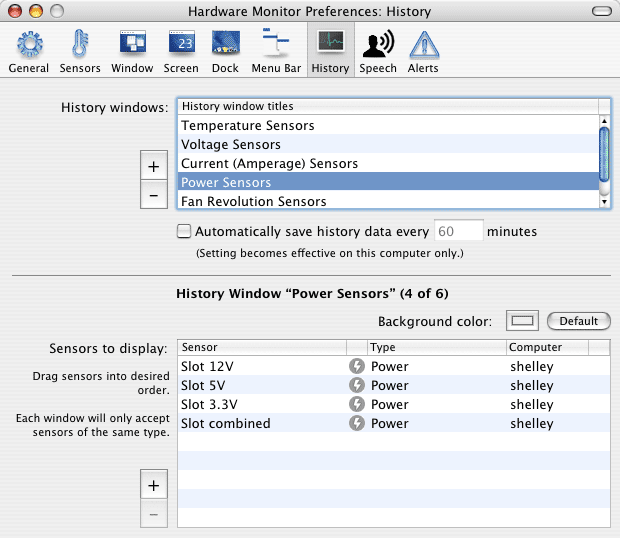 Hardware Monitor Preferences: History
General Sensors Window Screen Dock Menu Bar History Speech Alerts
23
History windows:
History window titles
Temperature Sensors
Voltage Sensors
Current (Amperage) Sensors
Power Sensors
Fan Revolution Sensors
+
−
Automatically save history data every 60 minutes
(Setting becomes effective on this computer only.)
History Window “Power Sensors” (4 of 6)
Background color: Default
Sensors to display:
Drag sensors into desired
order.
Each window will only accept
sensors of the same type.
Sensor Type Computer
Slot 12V Power shelley
Slot 5V Power shelley
Slot 3.3V Power shelley
Slot combined Power shelley
+
−